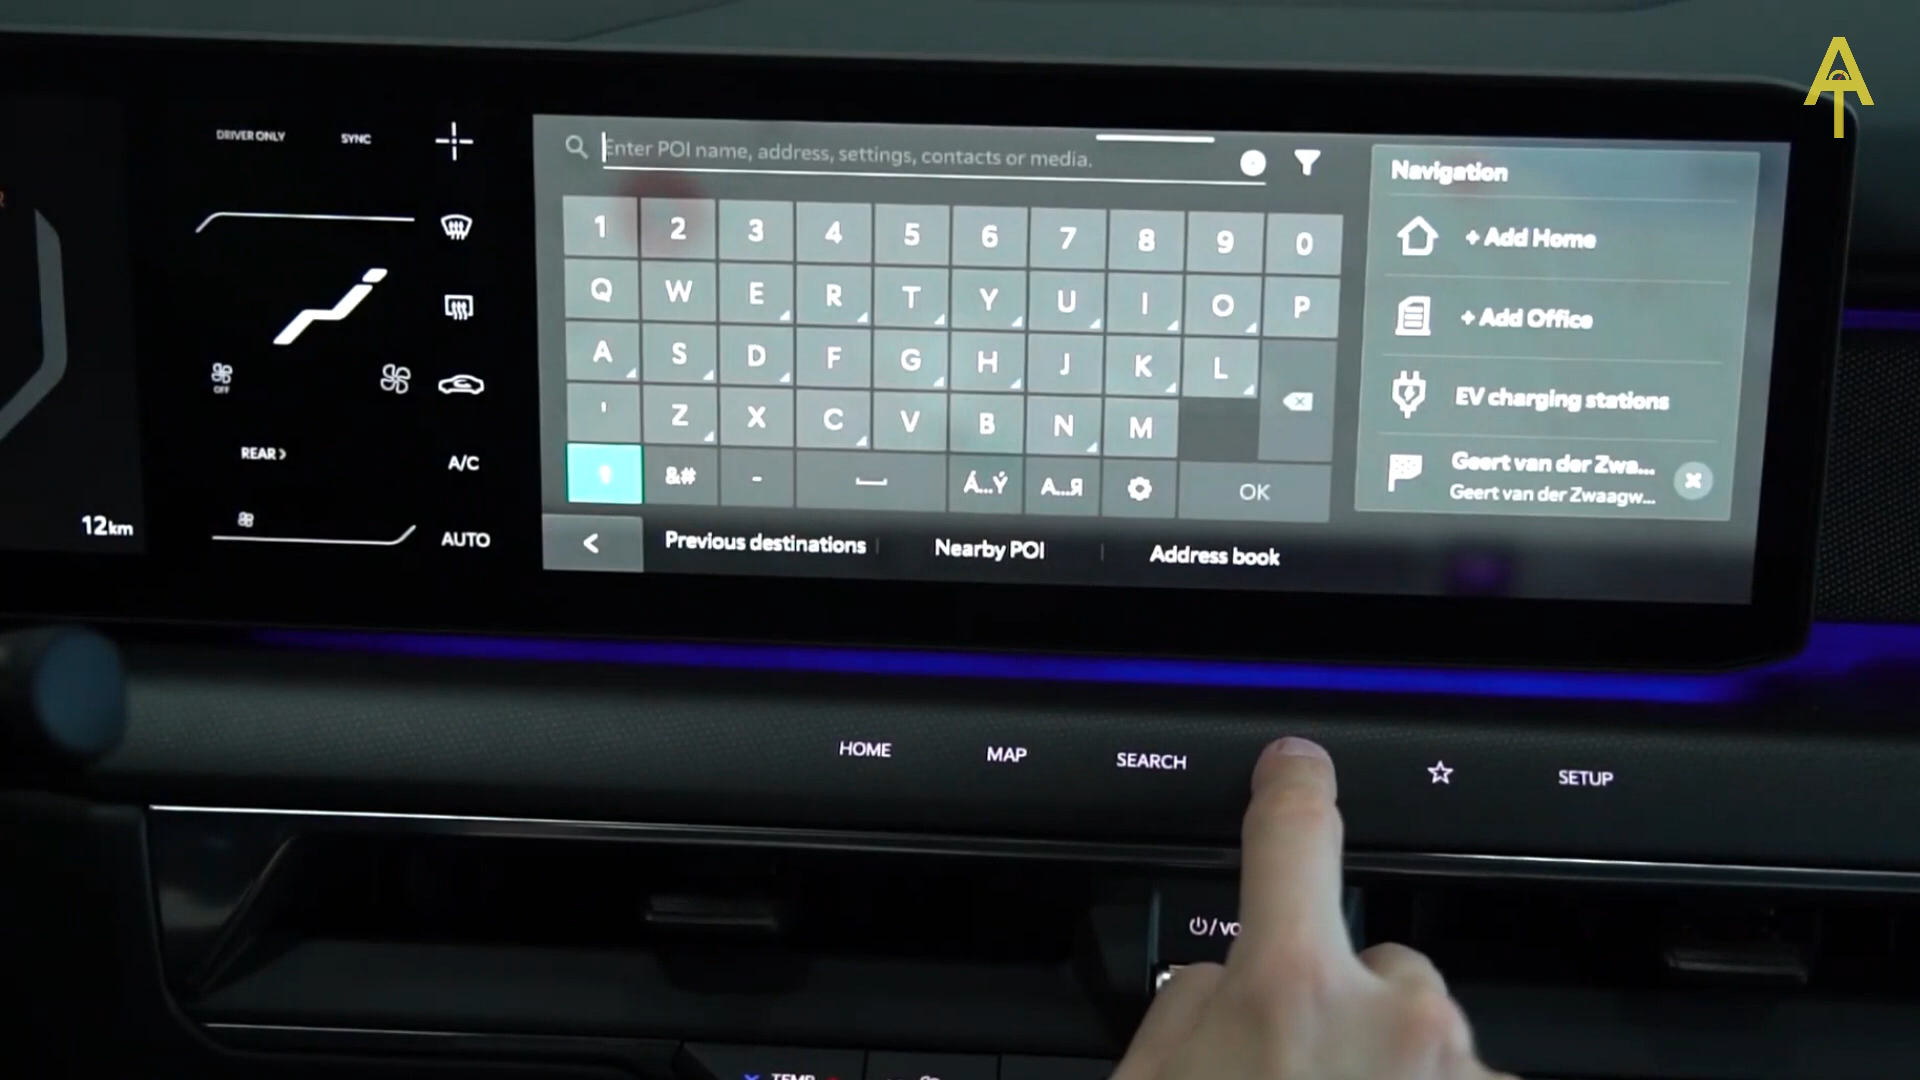 AT
DRIVER ONLY
SYNC
OFF
REAR >
A/C
AUTO
12km
Enter POI name, address, settings, contacts or media.
1 2 3 4 5 6 7 8 9 0
Q W E R T Y U I O P
A S D F G H J K L
' Z X C V B N M
&# - Á...Ý А...Я OK
< Previous destinations Nearby POI Address book
Navigation
+ Add Home
+ Add Office
EV charging stations
Geert van der Zwa...
Geert van der Zwaagw...
HOME MAP SEARCH SETUP
TEMP